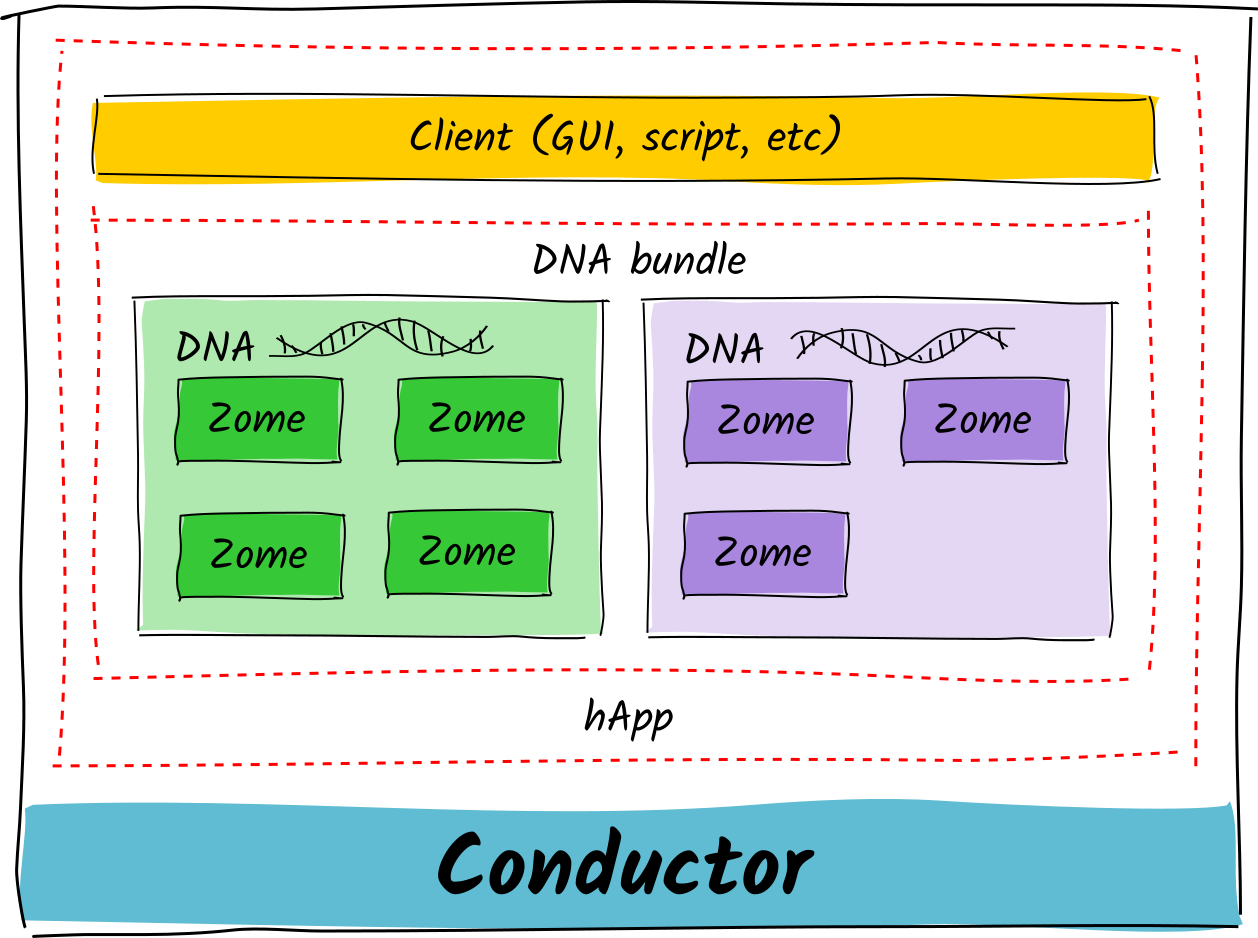 Client (GUI, script, etc)
DNA bundle
DNA
Zome
Zome
Zome
Zome
DNA
Zome
Zome
Zome
hApp
Conductor